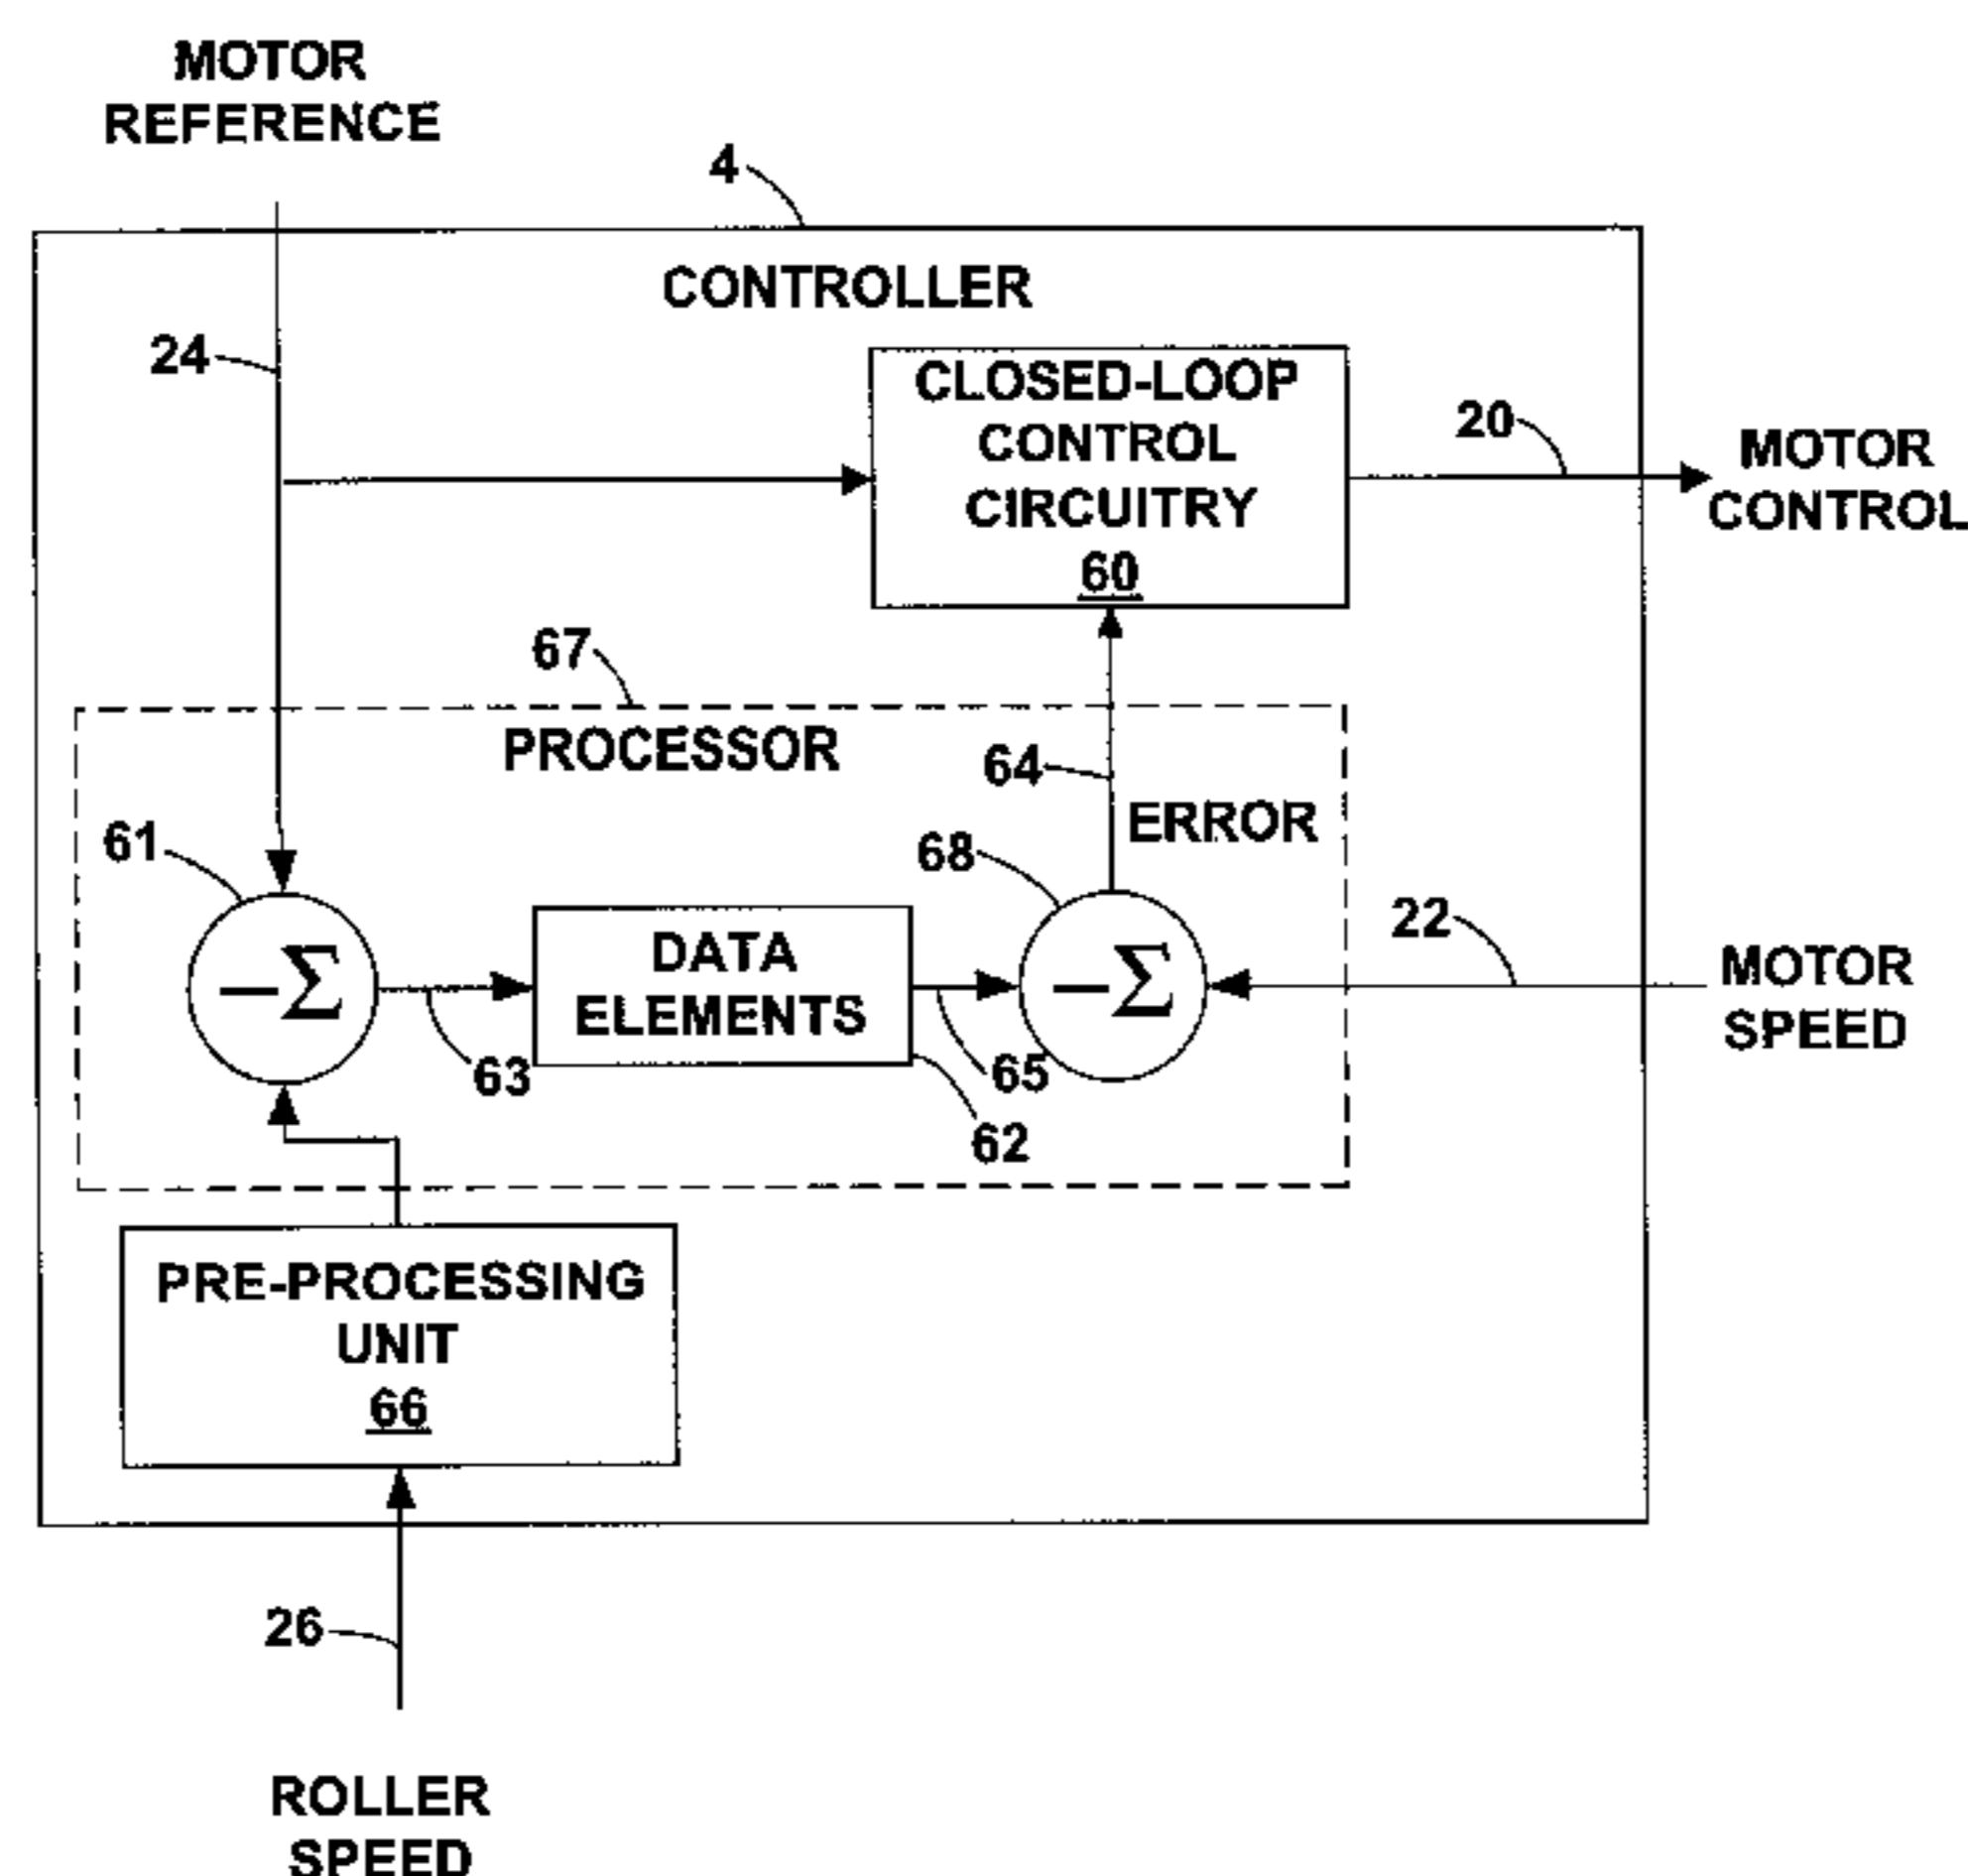 MOTOR
REFERENCE
4
CONTROLLER
24
CLOSED-LOOP
CONTROL
CIRCUITRY
60
20
MOTOR
CONTROL
67
PROCESSOR
64
ERROR
61
68
22
−Σ
DATA
ELEMENTS
−Σ
MOTOR
SPEED
63
65
62
PRE-PROCESSING
UNIT
66
26
ROLLER
SPEED